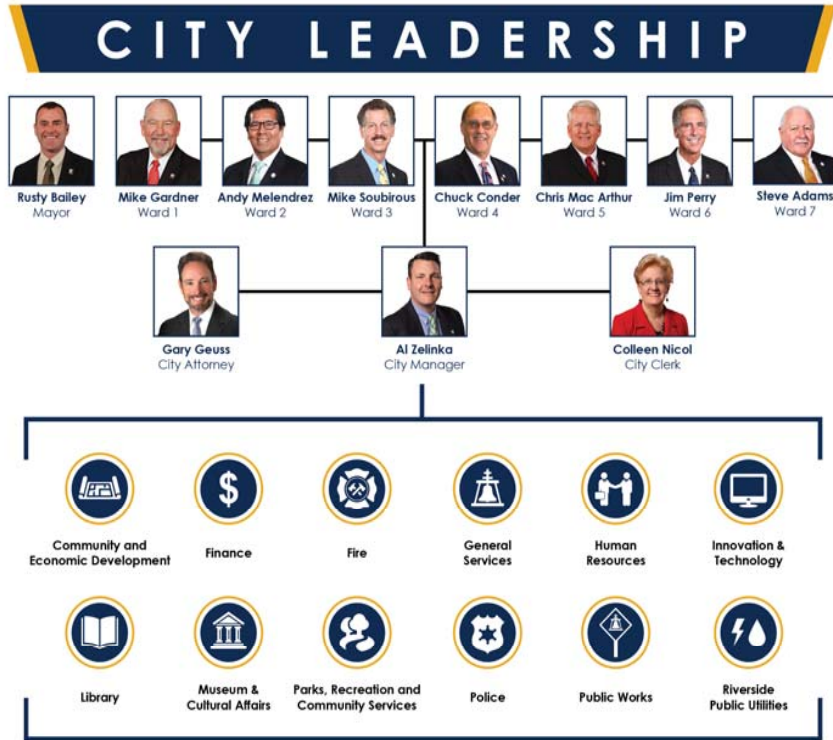 CITY LEADERSHIP
Rusty Bailey
Mayor
Mike Gardner
Ward 1
Andy Melendrez
Ward 2
Mike Soubirous
Ward 3
Chuck Conder
Ward 4
Chris Mac Arthur
Ward 5
Jim Perry
Ward 6
Steve Adams
Ward 7
Gary Geuss
City Attorney
Al Zelinka
City Manager
Colleen Nicol
City Clerk
$
Community and
Economic Development
Finance
Fire
General
Services
Human
Resources
Innovation &
Technology
Library
Museum &
Cultural Affairs
Parks, Recreation and
Community Services
Police
Public Works
Riverside
Public Utilities